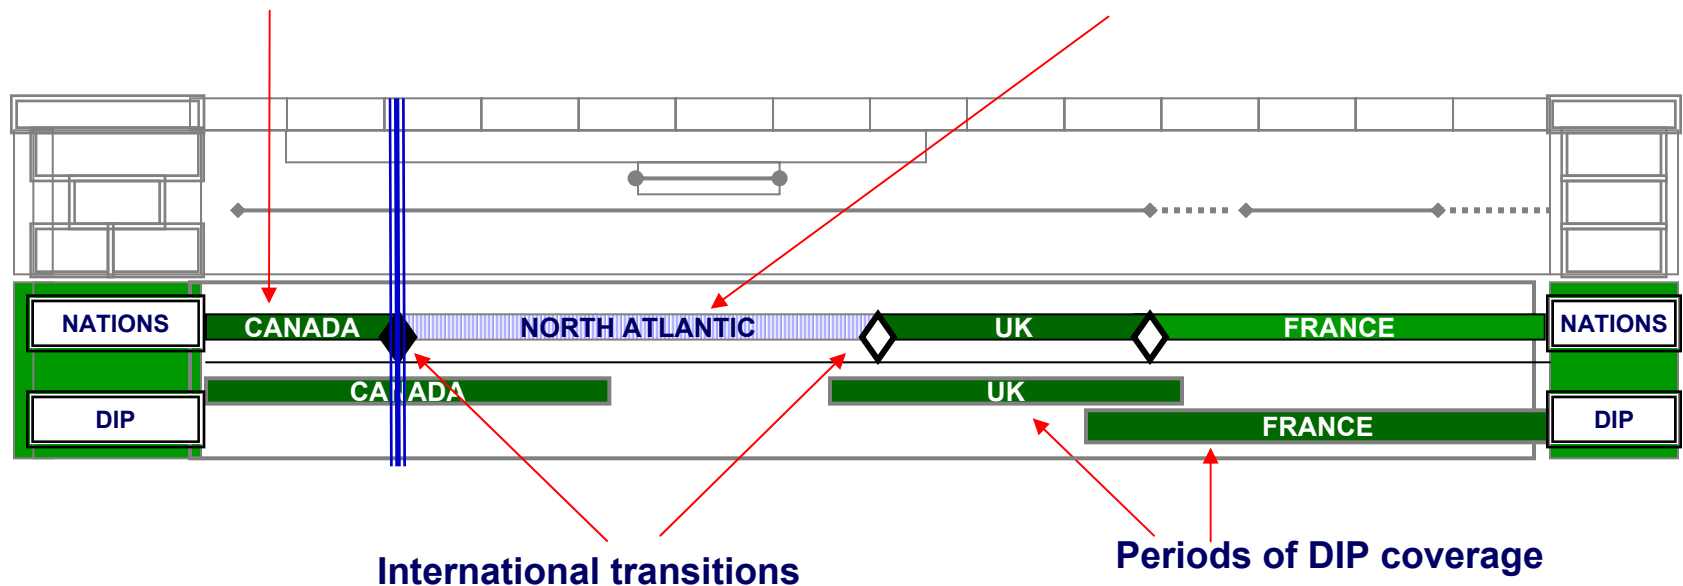 NATIONS CANADA NORTH ATLANTIC UK FRANCE NATIONS
CANADA UK
DIP FRANCE DIP
International transitions
Periods of DIP coverage